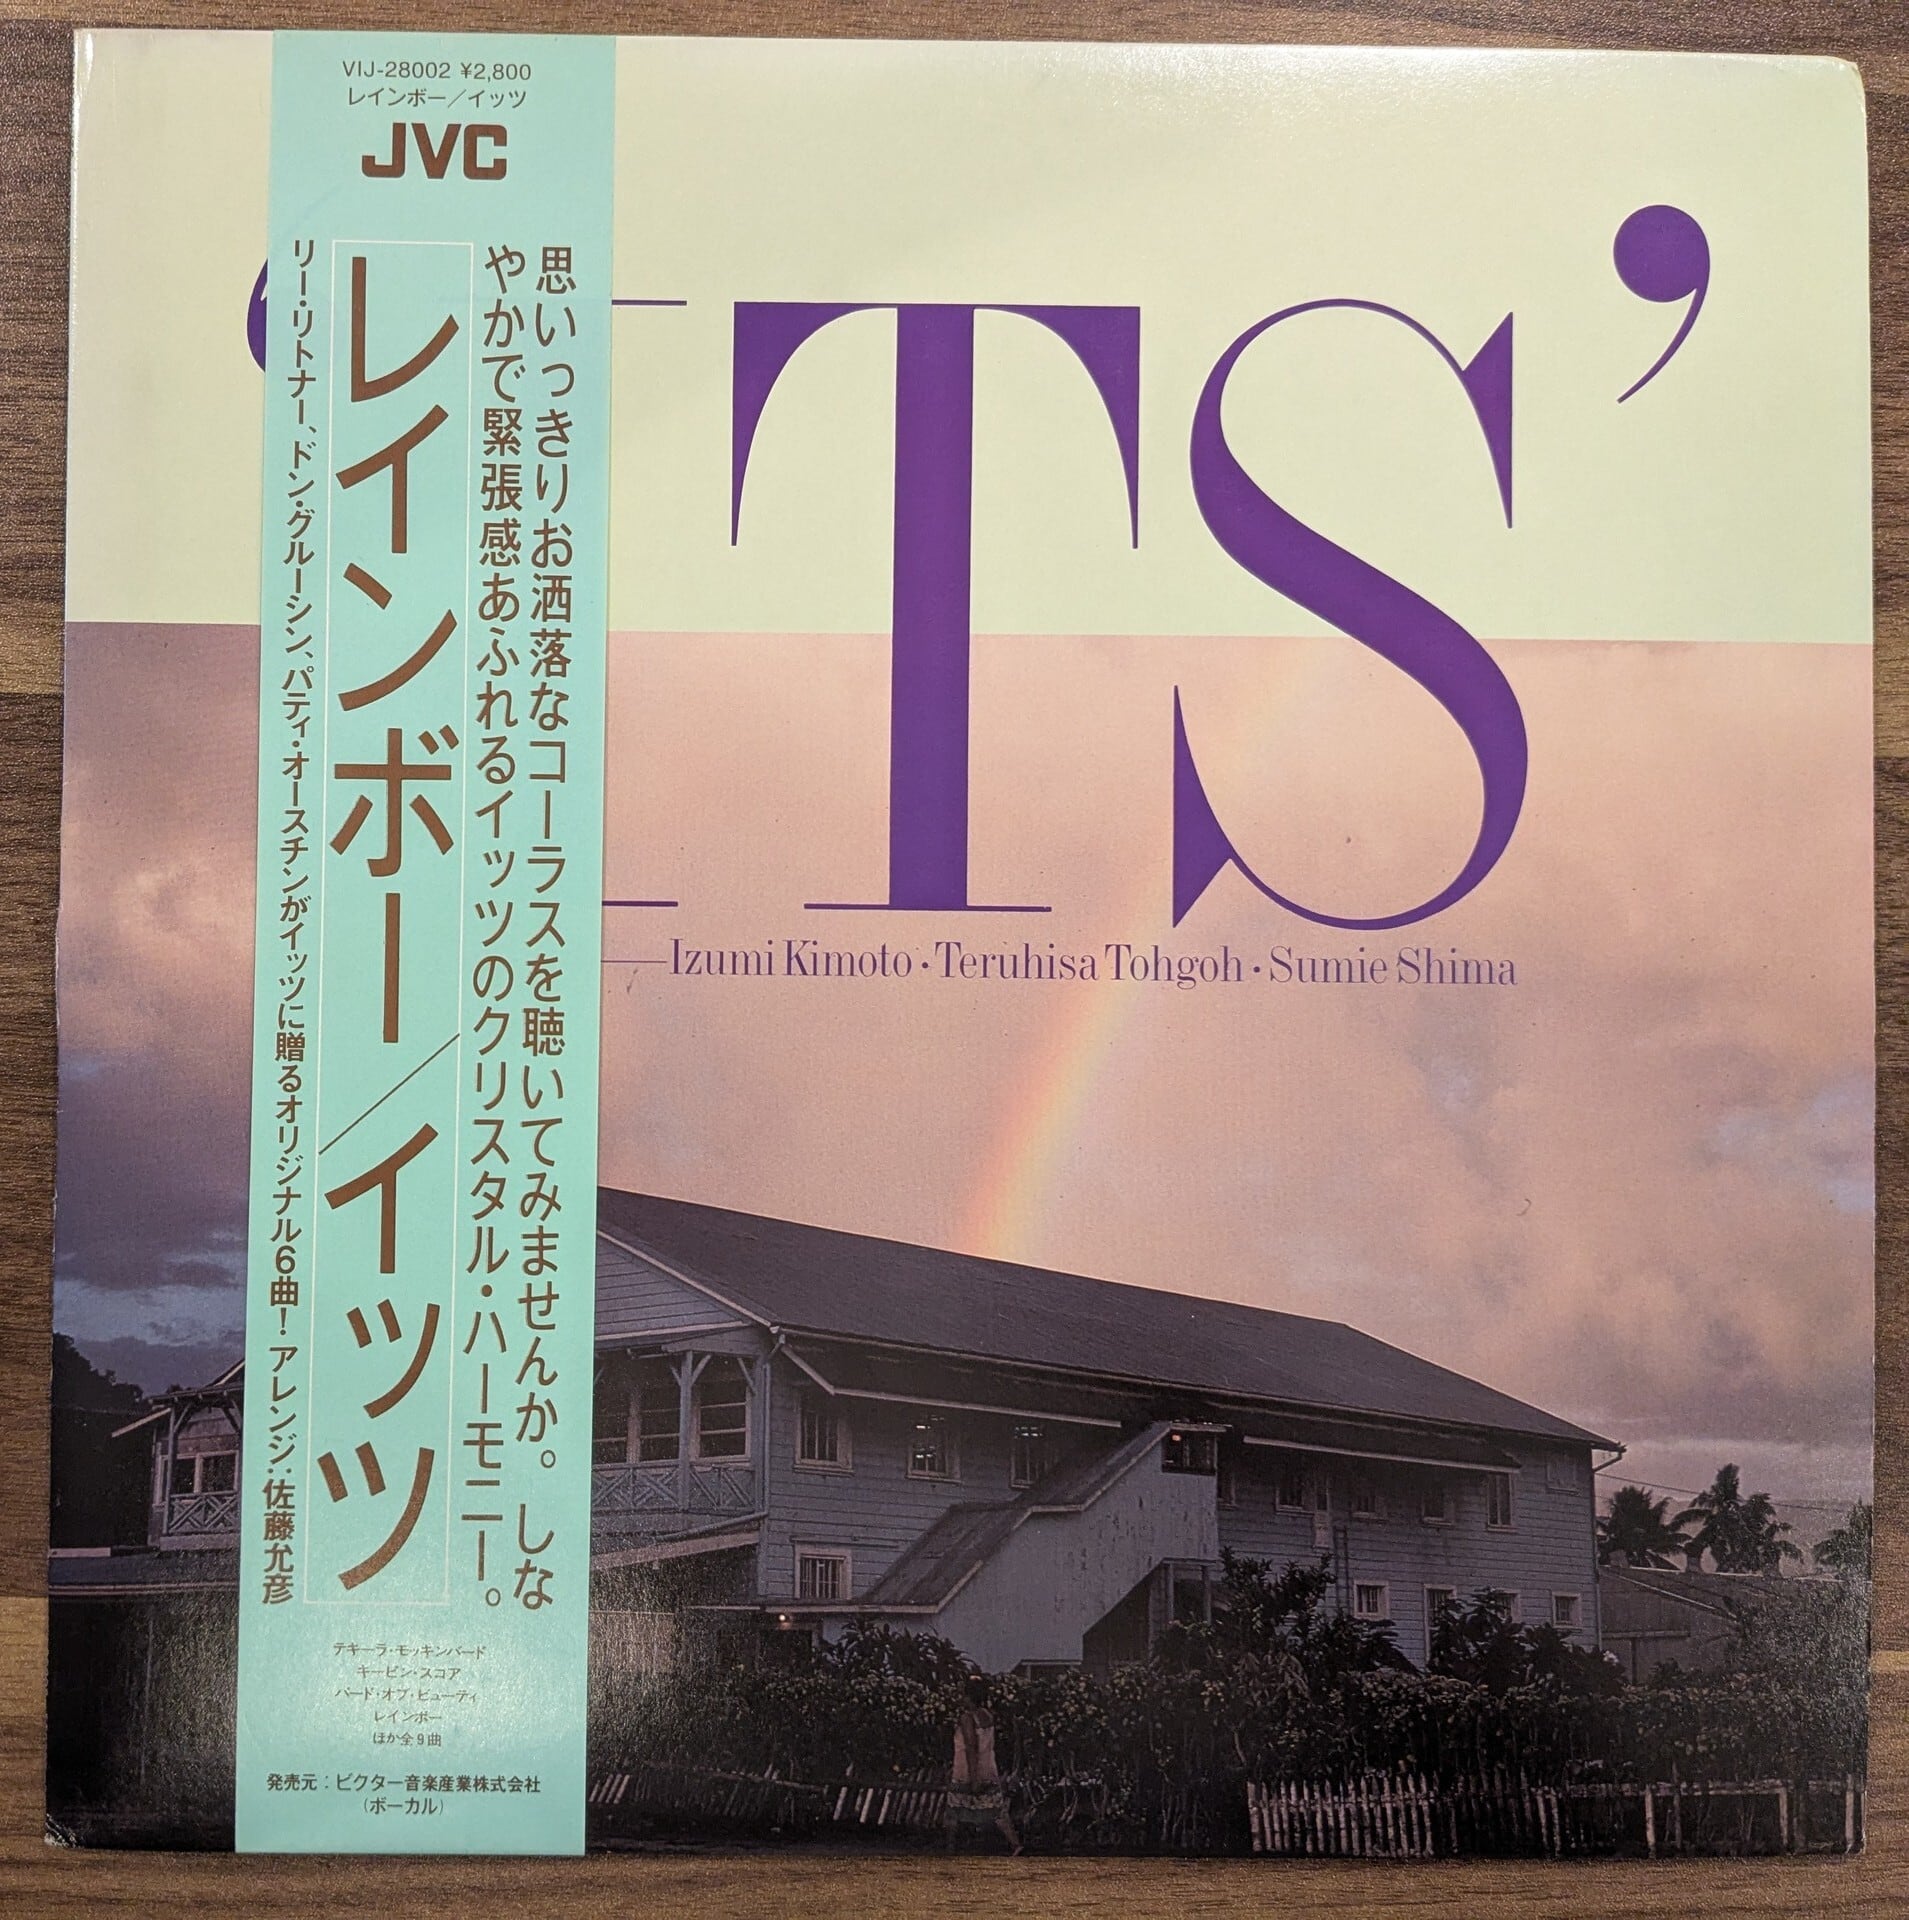 VIJ-28002 ¥2,800
レインボー／イッツ
JVC
思いっきりお洒落なコーラスを聴いてみませんか。しな
やかで緊張感あふれるイッツのクリスタル・ハーモニー。
レインボー／イッツ
リー・リトナー、ドン・グルーシン、パティ・オースチンがイッツに贈るオリジナル6曲！アレンジ：佐藤允彦
テキーラ・モッキンバード
キーピン・スコア
バード・オブ・ビューティ
レインボー
ほか全9曲
発売元：ビクター音楽産業株式会社
(ボーカル)
TS’
Izumi Kimoto・Teruhisa Tohgoh・Sumie Shima